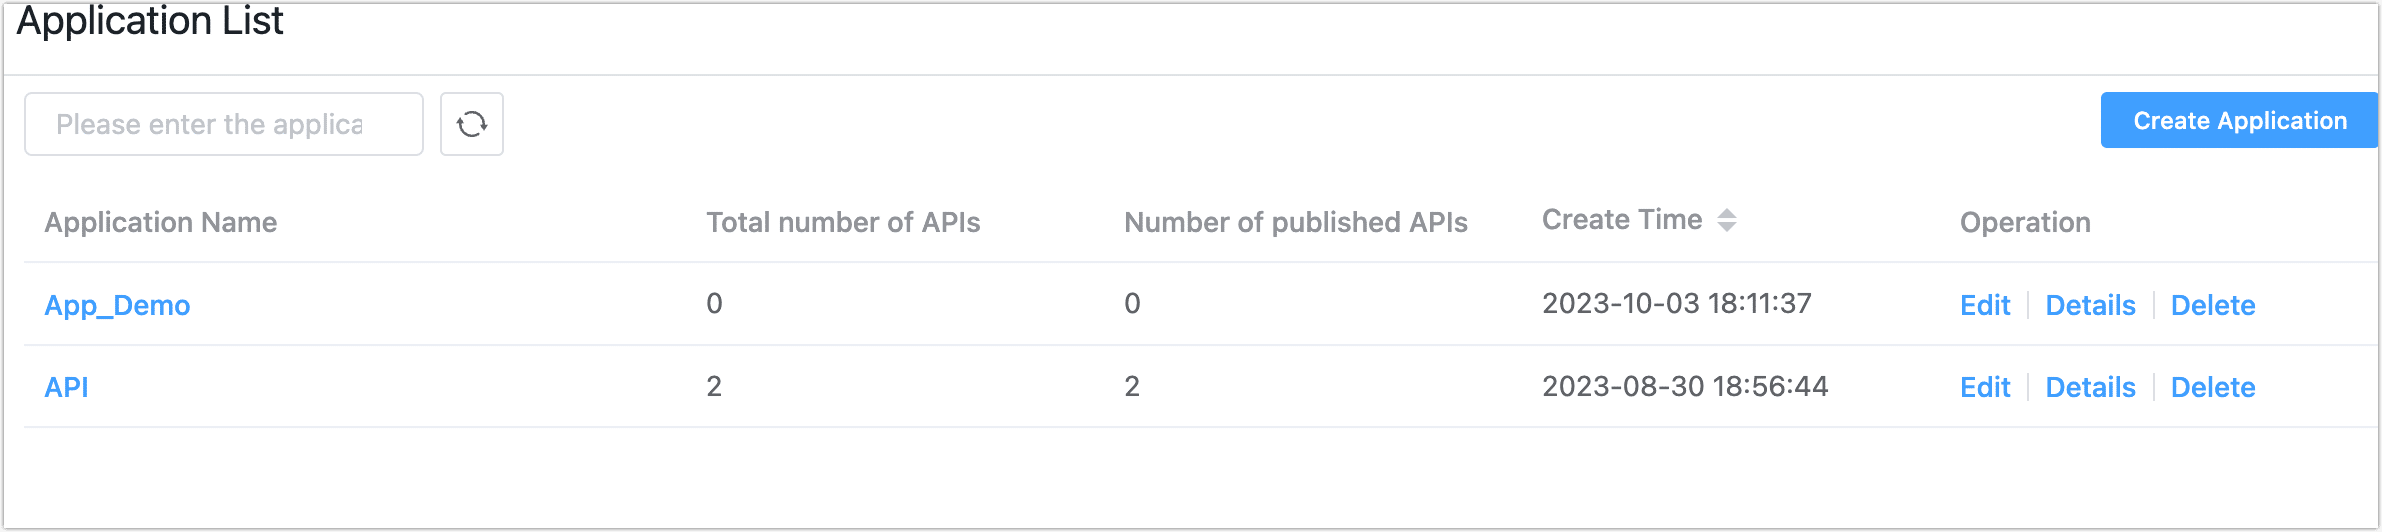 Application List
Please enter the applica
Create Application
Application Name Total number of APIs Number of published APIs Create Time Operation
App_Demo 0 0 2023-10-03 18:11:37 Edit Details Delete
API 2 2 2023-08-30 18:56:44 Edit Details Delete